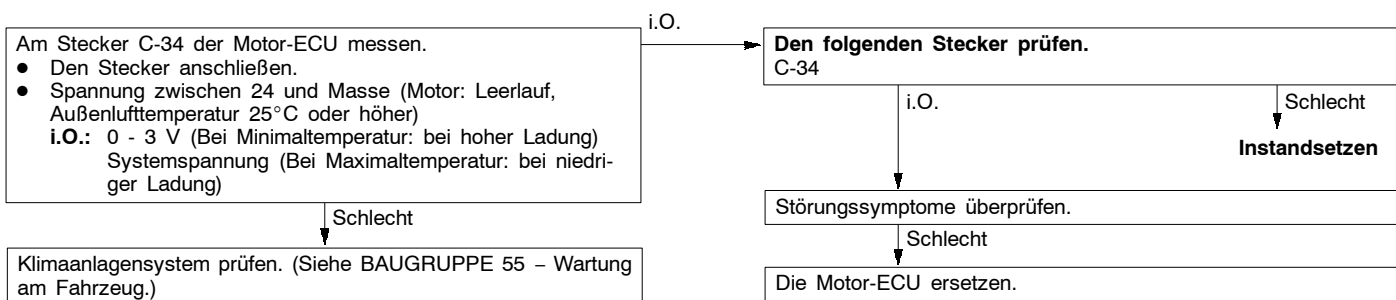 Am Stecker C-34 der Motor-ECU messen.
● Den Stecker anschließen.
● Spannung zwischen 24 und Masse (Motor: Leerlauf,
Außenlufttemperatur 25°C oder höher)
i.O.: 0 - 3 V (Bei Minimaltemperatur: bei hoher Ladung)
Systemspannung (Bei Maximaltemperatur: bei niedri-
ger Ladung)
i.O.
Den folgenden Stecker prüfen.
C-34
i.O.
Schlecht
Instandsetzen
Störungssymptome überprüfen.
Schlecht
Die Motor-ECU ersetzen.
Schlecht
Klimaanlagensystem prüfen. (Siehe BAUGRUPPE 55 – Wartung
am Fahrzeug.)